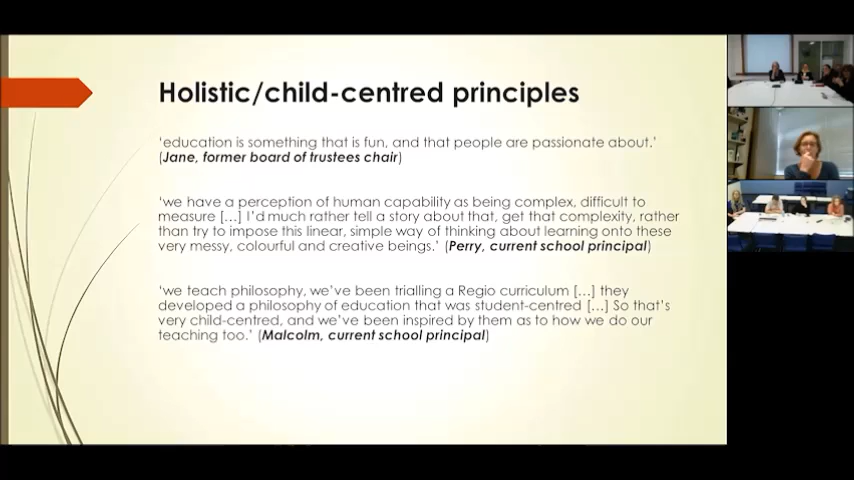 Holistic/child-centred principles
‘education is something that is fun, and that people are passionate about.’
(Jane, former board of trustees chair)
‘we have a perception of human capability as being complex, difficult to
measure [...] I’d much rather tell a story about that, get that complexity, rather
than try to impose this linear, simple way of thinking about learning onto these
very messy, colourful and creative beings.’ (Perry, current school principal)
‘we teach philosophy, we’ve been trialling a Regio curriculum [...] they
developed a philosophy of education that was student-centred [...] So that’s
very child-centred, and we’ve been inspired by them as to how we do our
teaching too.’ (Malcolm, current school principal)